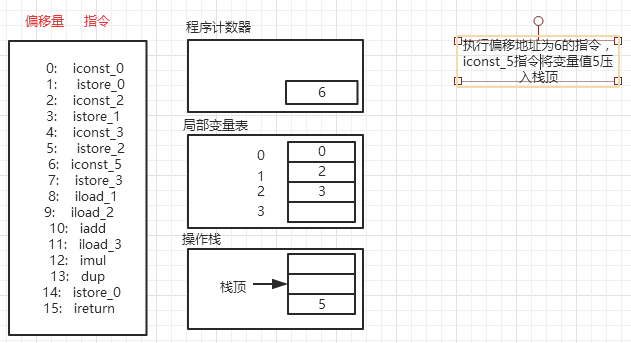 偏移量 指令
0: iconst_0
1: istore_0
2: iconst_2
3: istore_1
4: iconst_3
5: istore_2
6: iconst_5
7: istore_3
8: iload_1
9: iload_2
10: iadd
11: iload_3
12: imul
13: dup
14: istore_0
15: ireturn
程序计数器
6
局部变量表
0 0
1 2
2 3
3
操作栈
栈顶
5
执行偏移地址为6的指令，
iconst_5指令将变量值5压
入栈顶